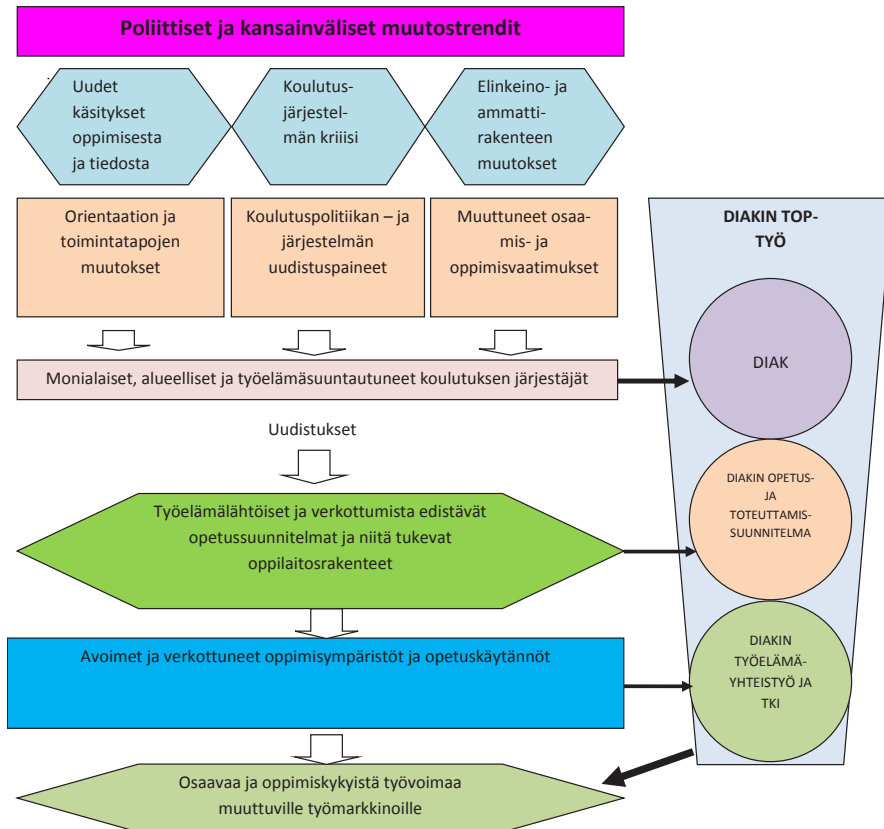 Poliittiset ja kansainväliset muutostrendit
Uudet
käsitykset
oppimisesta
ja tiedosta
Koulutus-
järjestel-
män kriiisi
Elinkeino- ja
ammatti-
rakenteen
muutokset
Orientaation ja
toimintatapojen
muutokset
Koulutuspolitiikan – ja
järjestelmän
uudistuspaineet
Muuttuneet osaa-
mis- ja
oppimisvaatimukset
Monialaiset, alueelliset ja työelämäsuuntautuneet koulutuksen järjestäjät
Uudistukset
Työelämälähtöiset ja verkottumista edistävät
opetussuunnitelmat ja niitä tukevat
oppilaitosrakenteet
Avoimet ja verkottuneet oppimisympäristöt ja opetuskäytännöt
Osaavaa ja oppimiskykyistä työvoimaa
muuttuville työmarkkinoille
DIAKIN TOP-
TYÖ
DIAK
DIAKIN OPETUS-
JA
TOTEUTTAMIS-
SUUNNITELMA
DIAKIN
TYÖELÄMÄ-
YHTEISTYÖ JA
TKI